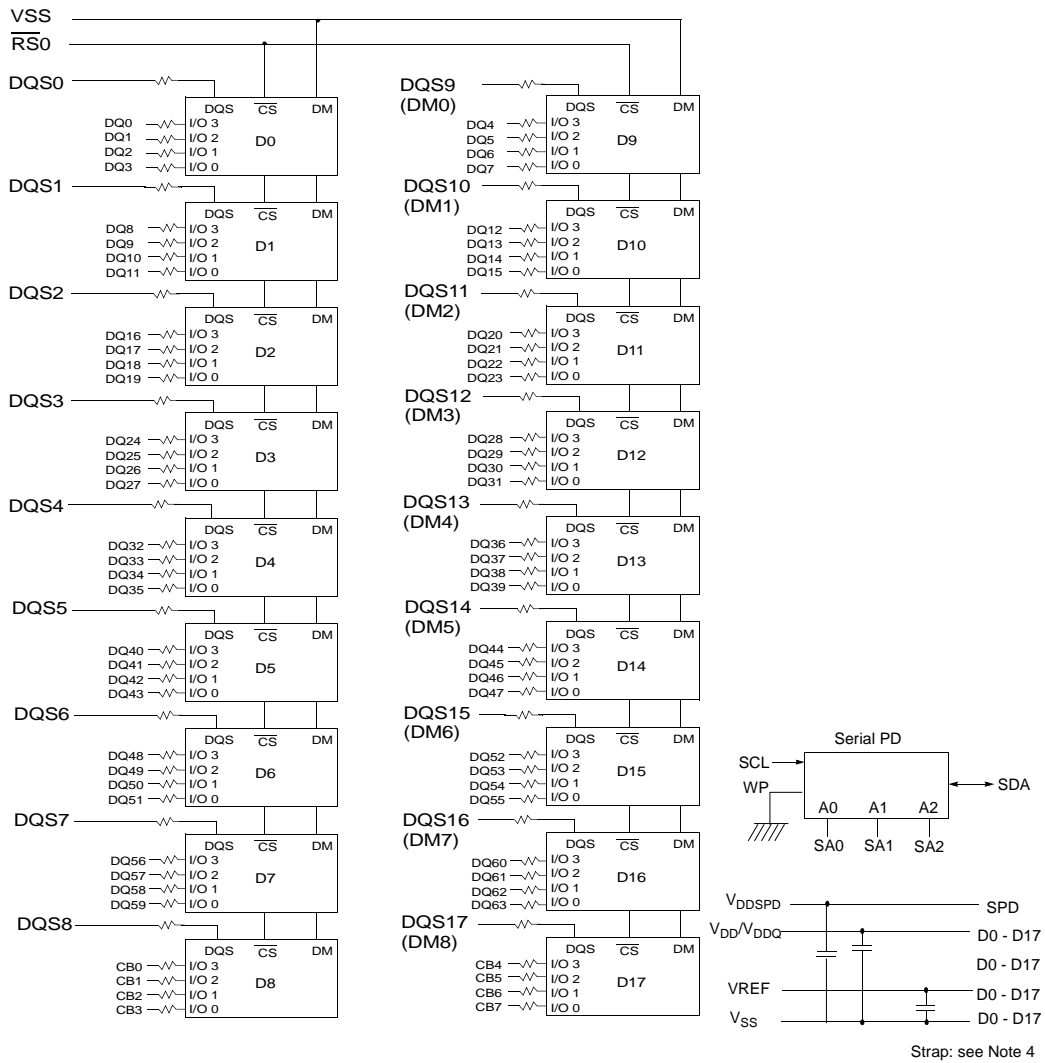 VSS
RS0
DQS0
DQS CS DM
DQ0 I/O 3
DQ1 I/O 2
DQ2 I/O 1
DQ3 I/O 0
D0
DQS1
DQS CS DM
DQ8 I/O 3
DQ9 I/O 2
DQ10 I/O 1
DQ11 I/O 0
D1
DQS2
DQS CS DM
DQ16 I/O 3
DQ17 I/O 2
DQ18 I/O 1
DQ19 I/O 0
D2
DQS3
DQS CS DM
DQ24 I/O 3
DQ25 I/O 2
DQ26 I/O 1
DQ27 I/O 0
D3
DQS4
DQS CS DM
DQ32 I/O 3
DQ33 I/O 2
DQ34 I/O 1
DQ35 I/O 0
D4
DQS5
DQS CS DM
DQ40 I/O 3
DQ41 I/O 2
DQ42 I/O 1
DQ43 I/O 0
D5
DQS6
DQS CS DM
DQ48 I/O 3
DQ49 I/O 2
DQ50 I/O 1
DQ51 I/O 0
D6
DQS7
DQS CS DM
DQ56 I/O 3
DQ57 I/O 2
DQ58 I/O 1
DQ59 I/O 0
D7
DQS8
DQS CS DM
CB0 I/O 3
CB1 I/O 2
CB2 I/O 1
CB3 I/O 0
D8
DQS9
(DM0)
DQS CS DM
DQ4 I/O 3
DQ5 I/O 2
DQ6 I/O 1
DQ7 I/O 0
D9
DQS10
(DM1)
DQS CS DM
DQ12 I/O 3
DQ13 I/O 2
DQ14 I/O 1
DQ15 I/O 0
D10
DQS11
(DM2)
DQS CS DM
DQ20 I/O 3
DQ21 I/O 2
DQ22 I/O 1
DQ23 I/O 0
D11
DQS12
(DM3)
DQS CS DM
DQ28 I/O 3
DQ29 I/O 2
DQ30 I/O 1
DQ31 I/O 0
D12
DQS13
(DM4)
DQS CS DM
DQ36 I/O 3
DQ37 I/O 2
DQ38 I/O 1
DQ39 I/O 0
D13
DQS14
(DM5)
DQS CS DM
DQ44 I/O 3
DQ45 I/O 2
DQ46 I/O 1
DQ47 I/O 0
D14
DQS15
(DM6)
DQS CS DM
DQ52 I/O 3
DQ53 I/O 2
DQ54 I/O 1
DQ55 I/O 0
D15
DQS16
(DM7)
DQS CS DM
DQ60 I/O 3
DQ61 I/O 2
DQ62 I/O 1
DQ63 I/O 0
D16
DQS17
(DM8)
DQS CS DM
CB4 I/O 3
CB5 I/O 2
CB6 I/O 1
CB7 I/O 0
D17
Serial PD
SCL
WP
SDA
A0 A1 A2
SA0 SA1 SA2
VDDSPD SPD
VDD/VDDQ D0 - D17
D0 - D17
VREF D0 - D17
VSS D0 - D17
Strap: see Note 4